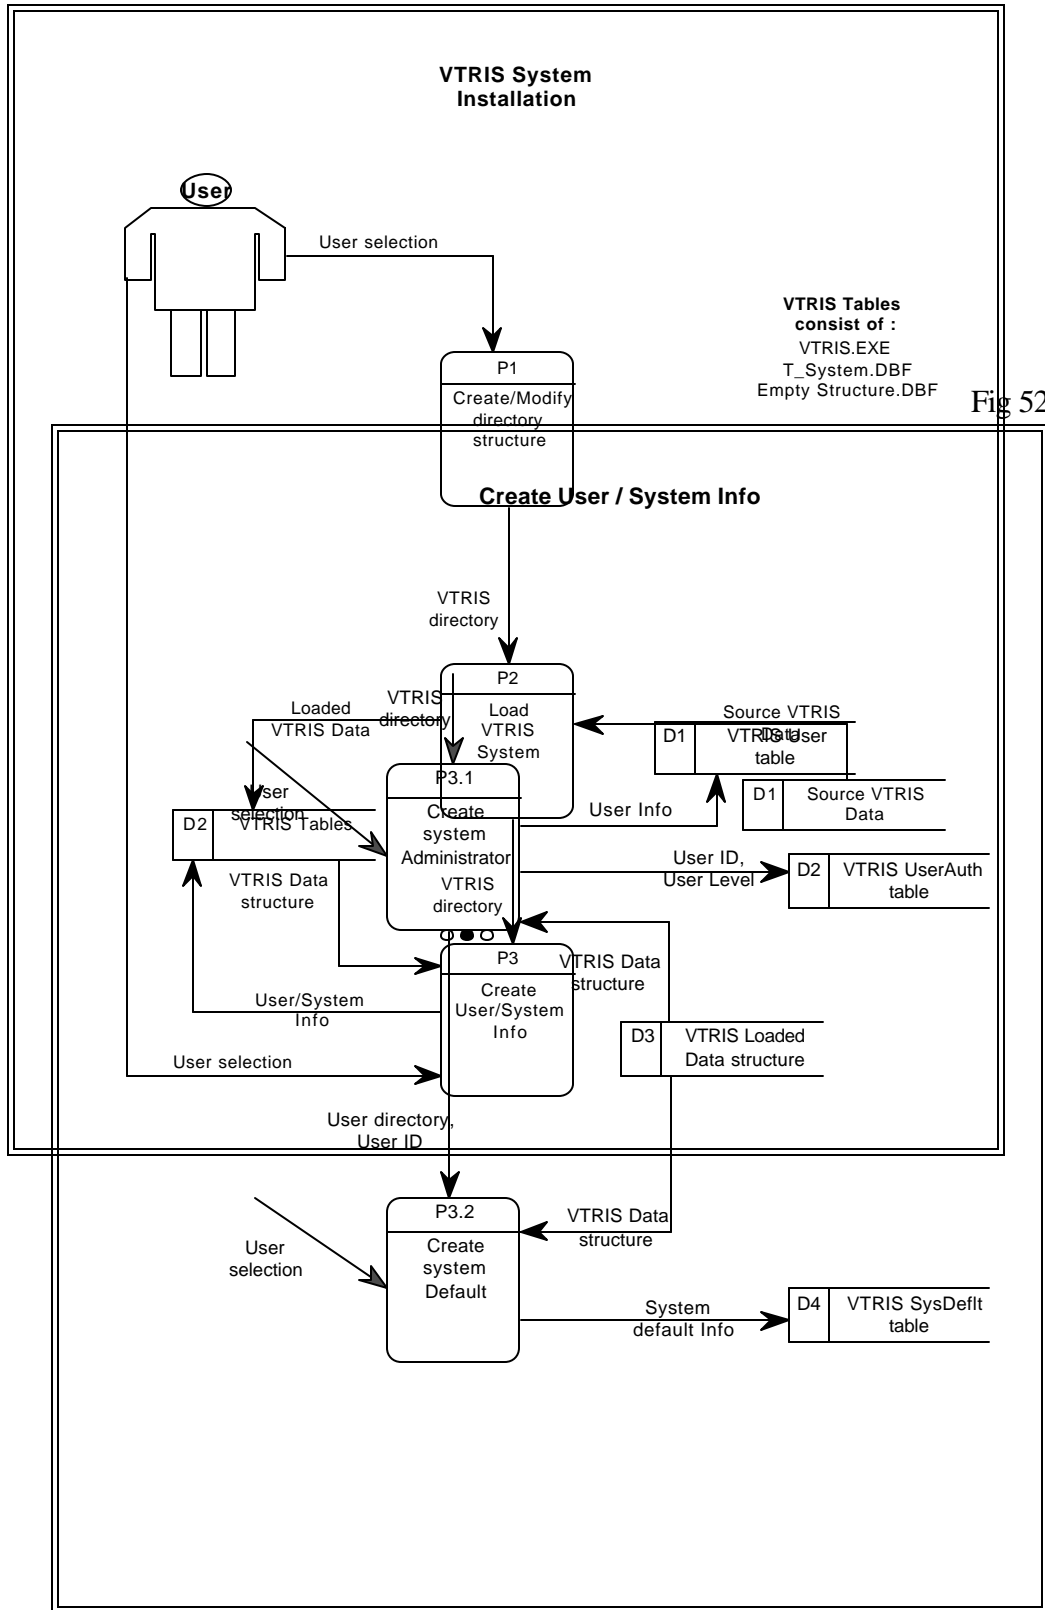 VTRIS System
Installation
User
User selection
VTRIS Tables
consist of :
VTRIS.EXE
T_System.DBF
Empty Structure.DBF
Fig 52
P1
Create/Modify
directory
structure
Create User / System Info
VTRIS
directory
P2
Load
VTRIS
System
VTRIS
directory
Loaded
VTRIS Data
Source VTRIS
Data
D1
VTRIS User
table
D1
Source VTRIS
Data
P3.1
Create
system
Administrator
User
selection
D2
VTRIS Tables
User Info
User ID,
User Level
D2
VTRIS UserAuth
table
VTRIS Data
structure
VTRIS
directory
P3
Create
User/System
Info
VTRIS Data
structure
User/System
Info
D3
VTRIS Loaded
Data structure
User selection
User directory,
User ID
P3.2
Create
system
Default
VTRIS Data
structure
User
selection
System
default Info
D4
VTRIS SysDeflt
table